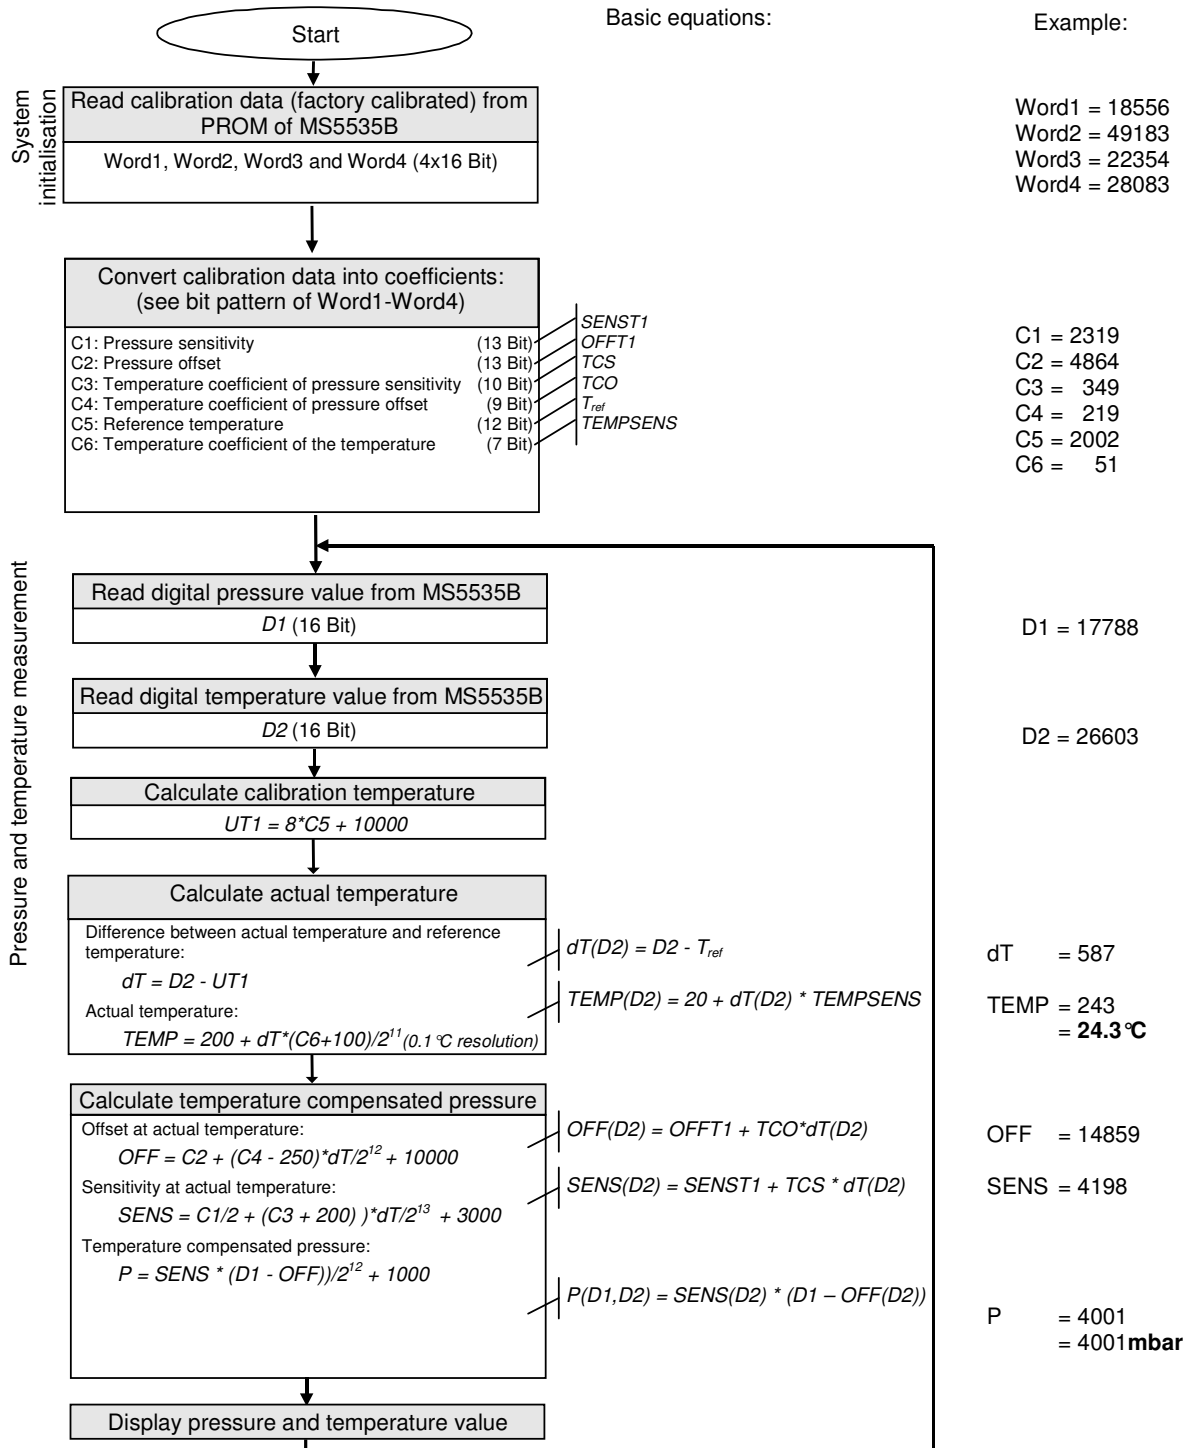 Basic equations:
Example:
Start
System
initialisation
Read calibration data (factory calibrated) from
PROM of MS5535B
Word1, Word2, Word3 and Word4 (4x16 Bit)
Word1 = 18556
Word2 = 49183
Word3 = 22354
Word4 = 28083
Convert calibration data into coefficients:
(see bit pattern of Word1-Word4)
C1: Pressure sensitivity (13 Bit)
C2: Pressure offset (13 Bit)
C3: Temperature coefficient of pressure sensitivity (10 Bit)
C4: Temperature coefficient of pressure offset (9 Bit)
C5: Reference temperature (12 Bit)
C6: Temperature coefficient of the temperature (7 Bit)
SENST1
OFFT1
TCS
TCO
Tref
TEMPSENS
C1 = 2319
C2 = 4864
C3 = 349
C4 = 219
C5 = 2002
C6 = 51
Pressure and temperature measurement
Read digital pressure value from MS5535B
D1 (16 Bit)
D1 = 17788
Read digital temperature value from MS5535B
D2 (16 Bit)
D2 = 26603
Calculate calibration temperature
UT1 = 8*C5 + 10000
Calculate actual temperature
Difference between actual temperature and reference
temperature:
dT = D2 - UT1
Actual temperature:
TEMP = 200 + dT*(C6+100)/2^11 (0.1°C resolution)
dT(D2) = D2 - Tref
TEMP(D2) = 20 + dT(D2) * TEMPSENS
dT = 587
TEMP = 243
= 24.3°C
Calculate temperature compensated pressure
Offset at actual temperature:
OFF = C2 + (C4 - 250)*dT/2^12 + 10000
Sensitivity at actual temperature:
SENS = C1/2 + (C3 + 200) )*dT/2^13 + 3000
Temperature compensated pressure:
P = SENS * (D1 - OFF))/2^12 + 1000
OFF(D2) = OFFT1 + TCO*dT(D2)
SENS(D2) = SENST1 + TCS * dT(D2)
P(D1,D2) = SENS(D2) * (D1 – OFF(D2))
OFF = 14859
SENS = 4198
P = 4001
= 4001mbar
Display pressure and temperature value